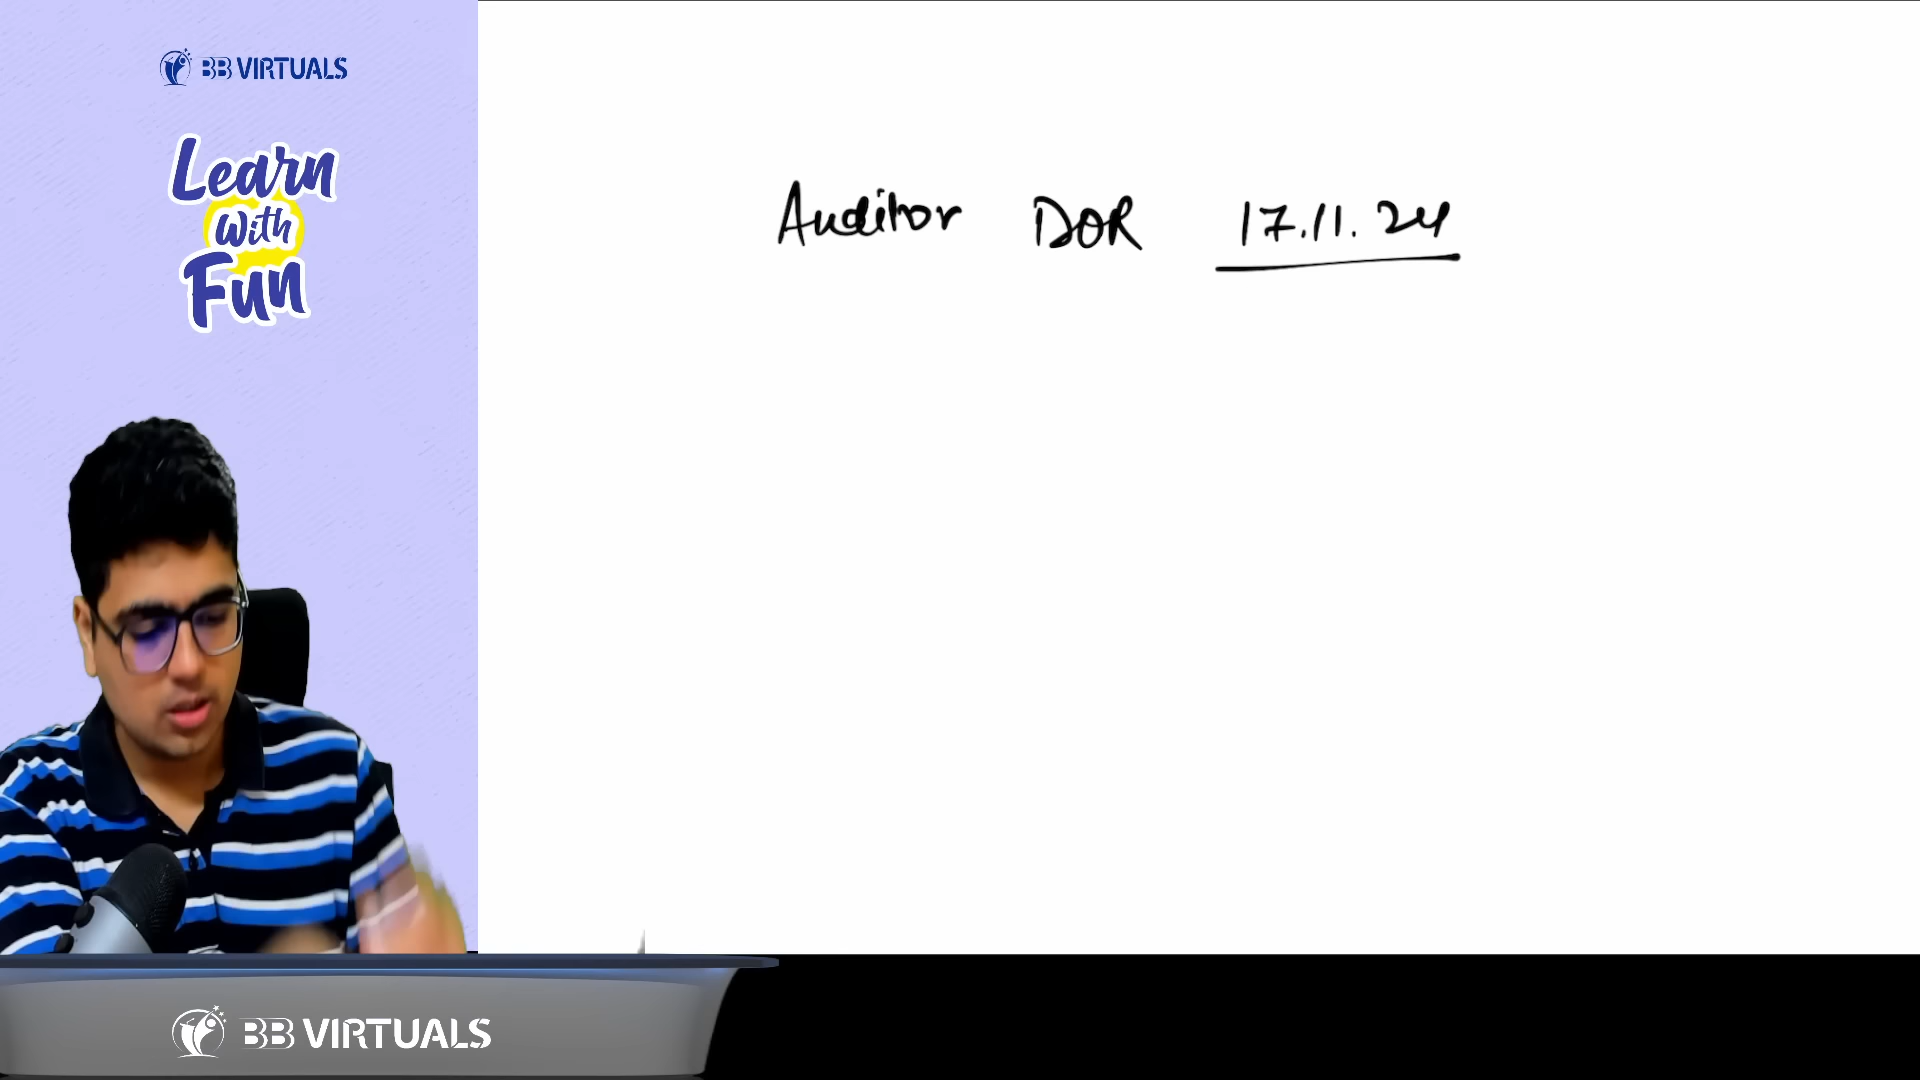 BB VIRTUALS
Learn
With
Fun
Auditor DOR 17.11.24
BB VIRTUALS